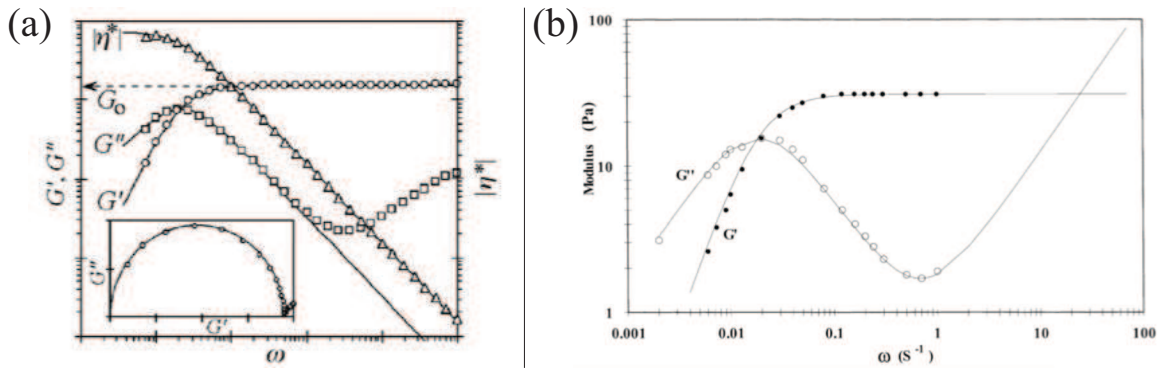 (a)
|η*|
G₀
G''
G'
G', G''
|η*|
G''
G'
ω
(b)
100
10
1
Modulus (Pa)
G''
G'
0.001 0.01 0.1 1 10 100
ω (S⁻¹)